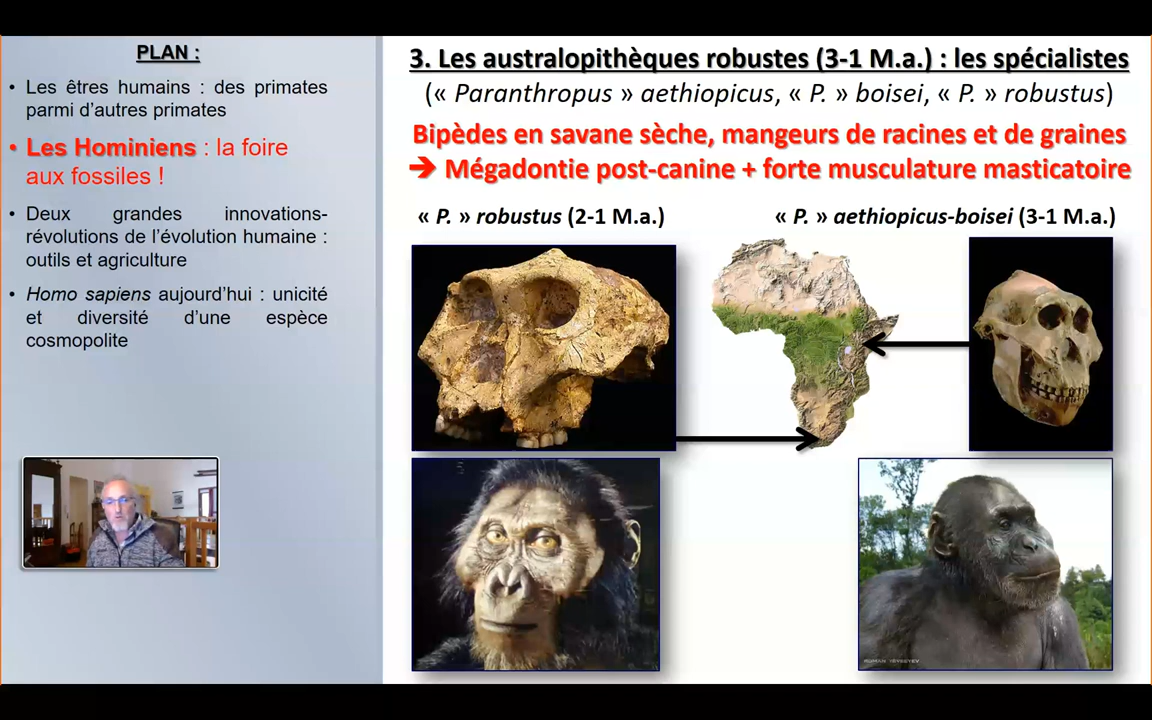 PLAN :
• Les êtres humains : des primates
parmi d'autres primates
• Les Hominiens : la foire
aux fossiles !
• Deux grandes innovations-
révolutions de l'évolution humaine :
outils et agriculture
• Homo sapiens aujourd'hui : unicité
et diversité d'une espèce
cosmopolite
3. Les australopithèques robustes (3-1 M.a.) : les spécialistes
(« Paranthropus » aethiopicus, « P. » boisei, « P. » robustus)
Bipèdes en savane sèche, mangeurs de racines et de graines
➔ Mégadontie post-canine + forte musculature masticatoire
« P. » robustus (2-1 M.a.)
« P. » aethiopicus-boisei (3-1 M.a.)
ROMAN YEVSEYEV